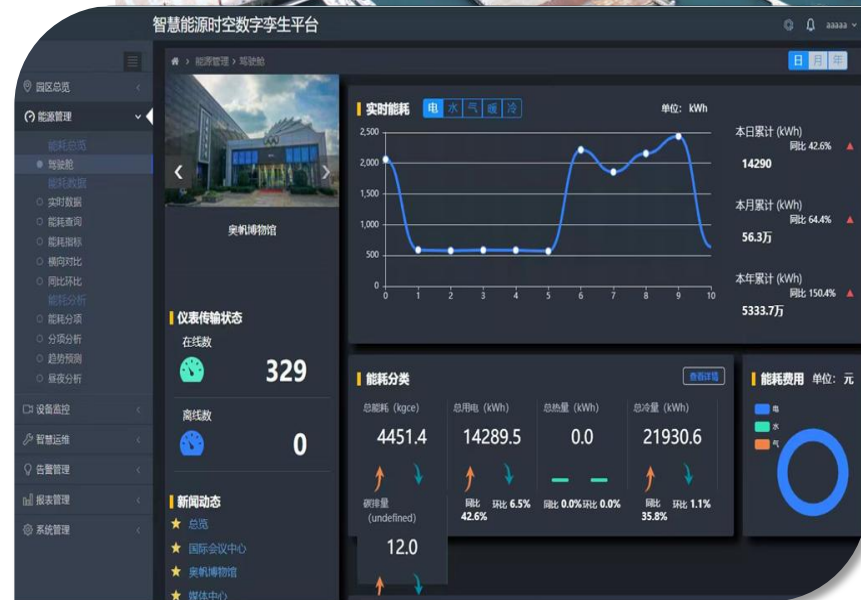 智慧能源时空数字孪生平台
aaaaa
能源管理 > 驾驶舱
日 月 年
园区总览
能源管理
能耗总览
驾驶舱
能耗数据
实时数据
能耗查询
能耗指标
横向对比
同比环比
能耗分析
能耗分项
分项分析
趋势预测
昼夜分析
设备监控
智慧运维
告警管理
报表管理
系统管理
奥帆博物馆
仪表传输状态
在线数
329
离线数
0
新闻动态
总览
国际会议中心
奥帆博物馆
媒体中心
实时能耗 电 水 气 暖 冷 单位: kWh
2,500
2,000
1,500
1,000
500
0
0 1 2 3 4 5 6 7 8 9 10
本日累计 (kWh)
同比 42.6%
14290
本月累计 (kWh)
同比 64.4%
56.3万
本年累计 (kWh)
同比 150.4%
5333.7万
能耗分类 查看详情
总能耗 (kgce) 总用电 (kWh) 总热量 (kWh) 总冷量 (kWh)
4451.4 14289.5 0.0 21930.6
同比 42.6% 环比 6.5% 同比 0.0% 环比 0.0% 同比 35.8% 环比 1.1%
碳排量
(undefined)
12.0
能耗费用 单位: 元
电
水
气